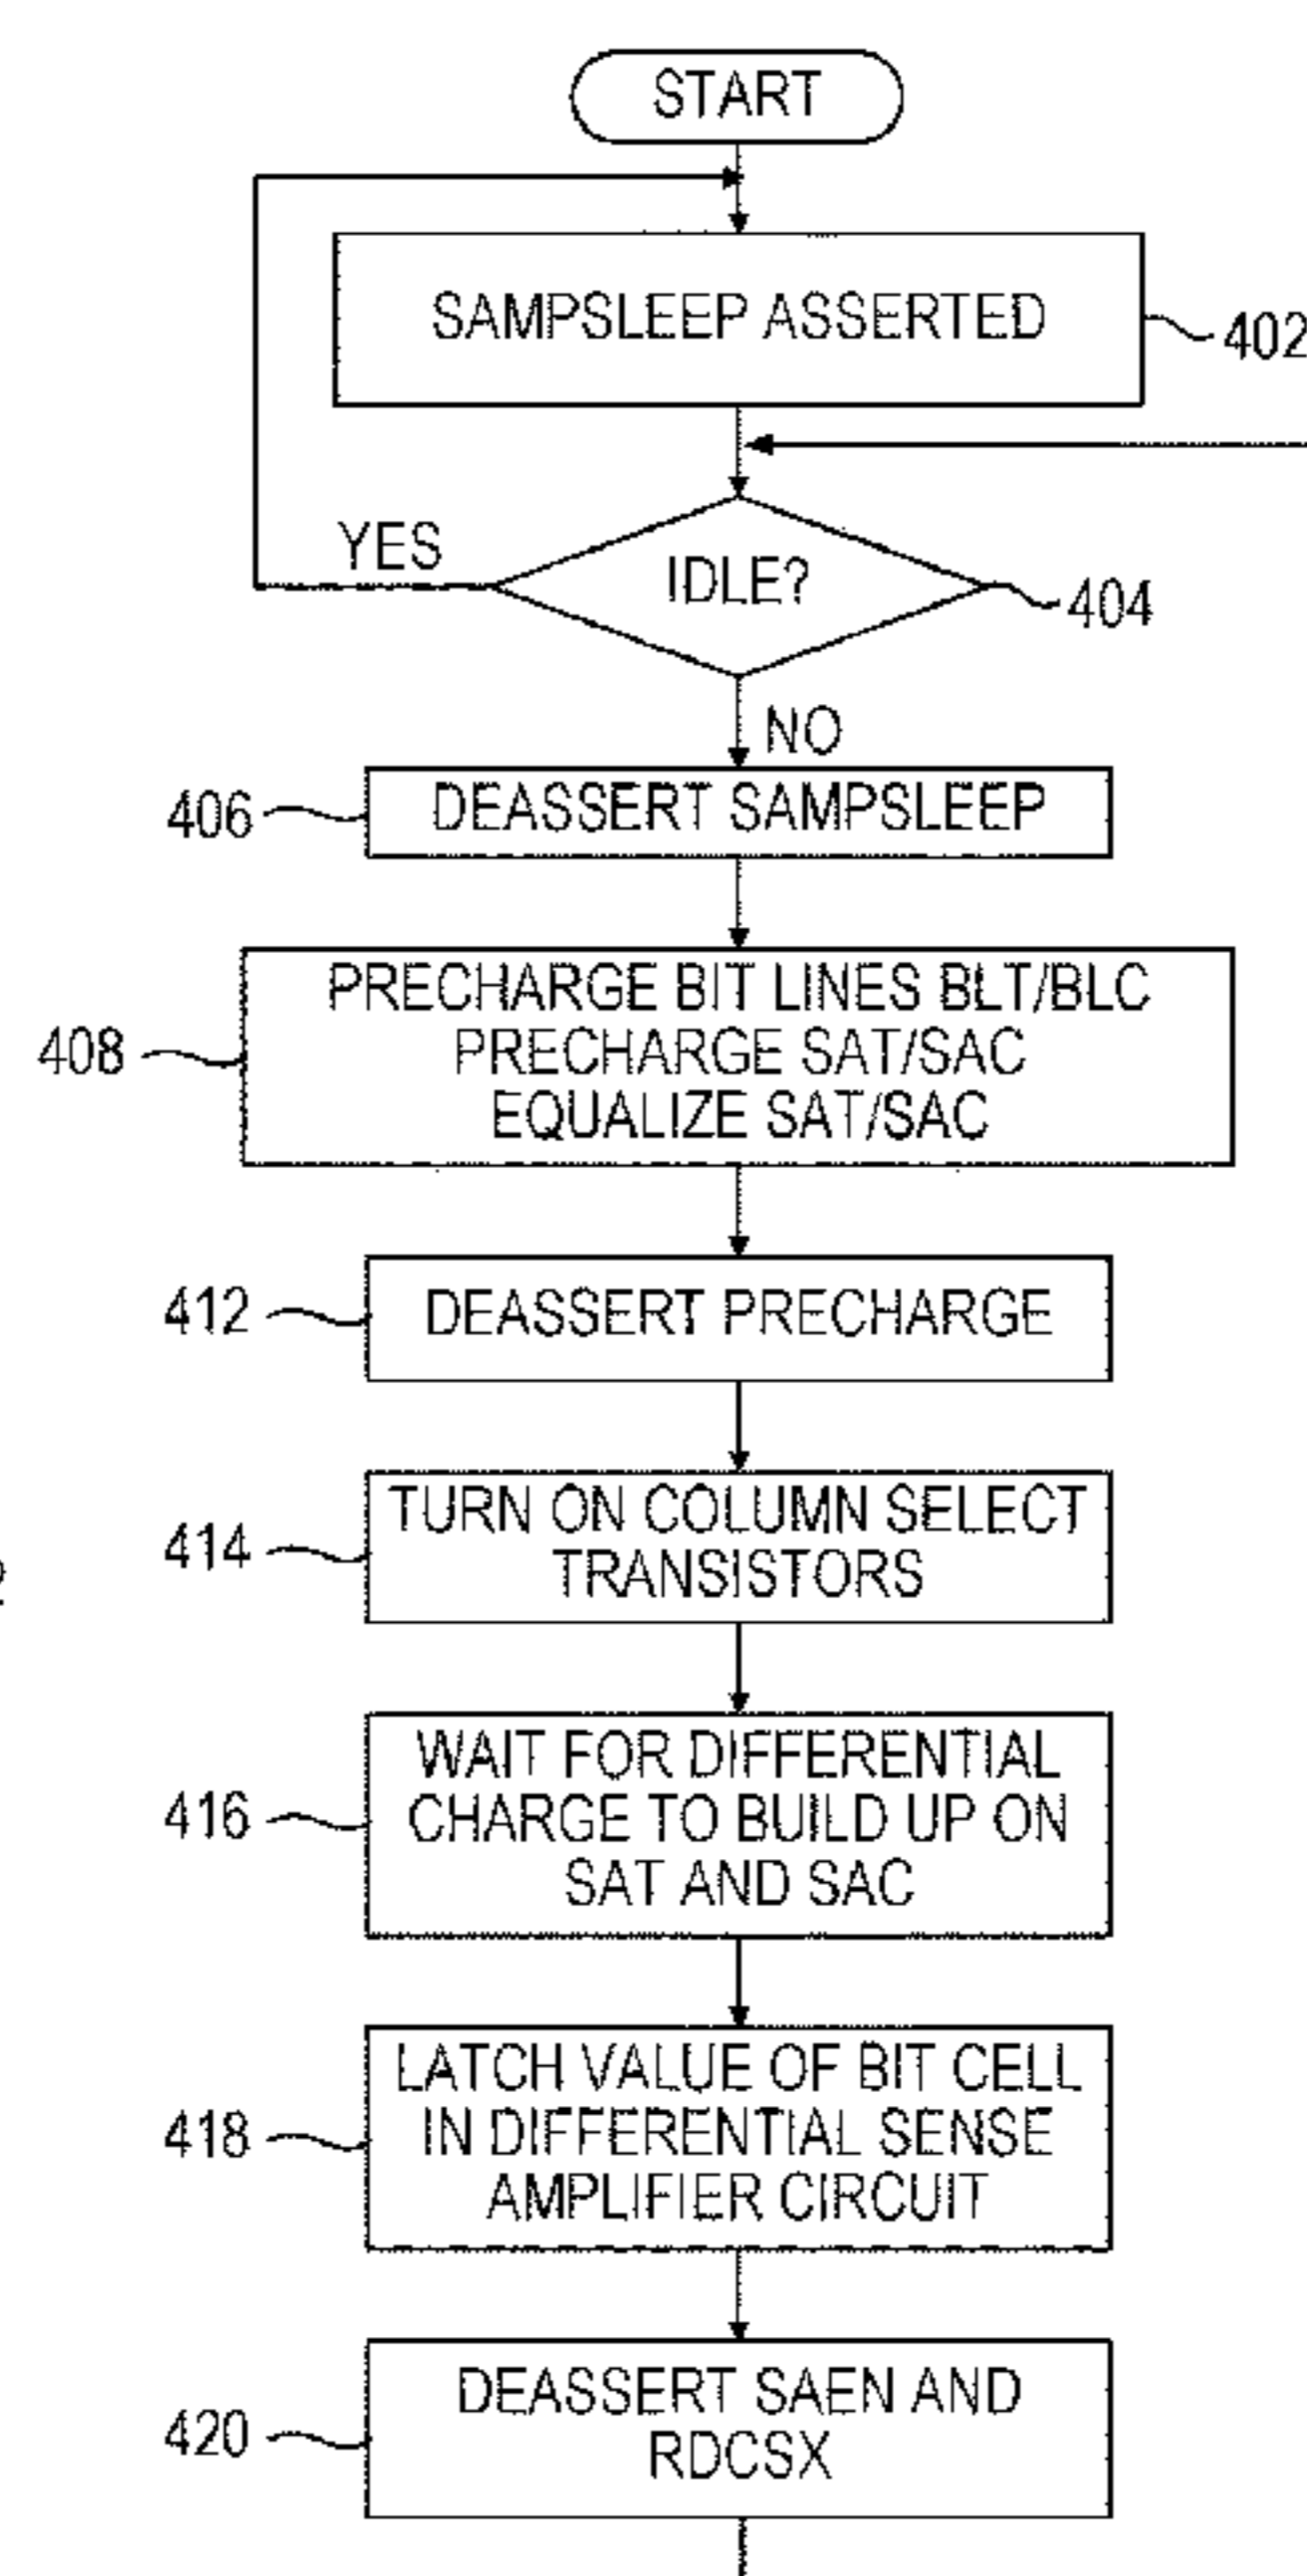 START
SAMPSLEEP ASSERTED
402
YES
IDLE?
404
NO
406
DEASSERT SAMPSLEEP
408
PRECHARGE BIT LINES BLT/BLC
PRECHARGE SAT/SAC
EQUALIZE SAT/SAC
412
DEASSERT PRECHARGE
414
TURN ON COLUMN SELECT
TRANSISTORS
416
WAIT FOR DIFFERENTIAL
CHARGE TO BUILD UP ON
SAT AND SAC
418
LATCH VALUE OF BIT CELL
IN DIFFERENTIAL SENSE
AMPLIFIER CIRCUIT
420
DEASSERT SAEN AND
RDCSX